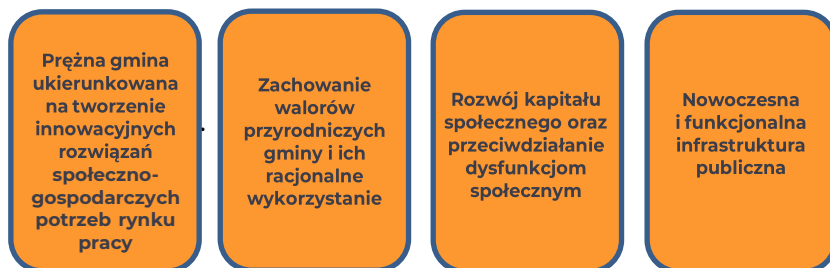 Prężna gmina
ukierunkowana
na tworzenie
innowacyjnych
rozwiązań
społeczno-
gospodarczych
potrzeb rynku
pracy
Zachowanie
walorów
przyrodniczych
gminy i ich
racjonalne
wykorzystanie
Rozwój kapitału
społecznego oraz
przeciwdziałanie
dysfunkcjom
społecznym
Nowoczesna
i funkcjonalna
infrastruktura
publiczna